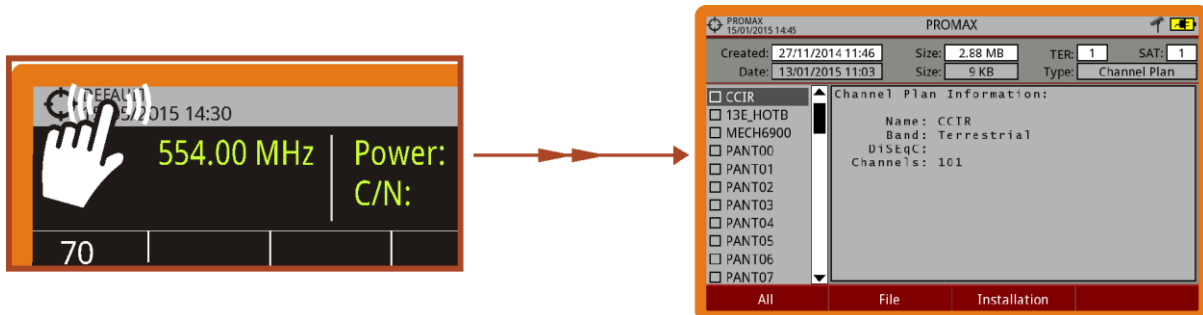 DEFAULT
2015 14:30
554.00 MHz
Power:
C/N:
70
PROMAX
15/01/2015 14:45
PROMAX
Created: 27/11/2014 11:46 Size: 2.88 MB TER: 1 SAT: 1
Date: 13/01/2015 11:03 Size: 9 KB Type: Channel Plan
CCIR
13E_HOTB
MECH6900
PANT00
PANT01
PANT02
PANT03
PANT04
PANT05
PANT06
PANT07
Channel Plan Information:
Name: CCIR
Band: Terrestrial
DiSEqC:
Channels: 101
All File Installation